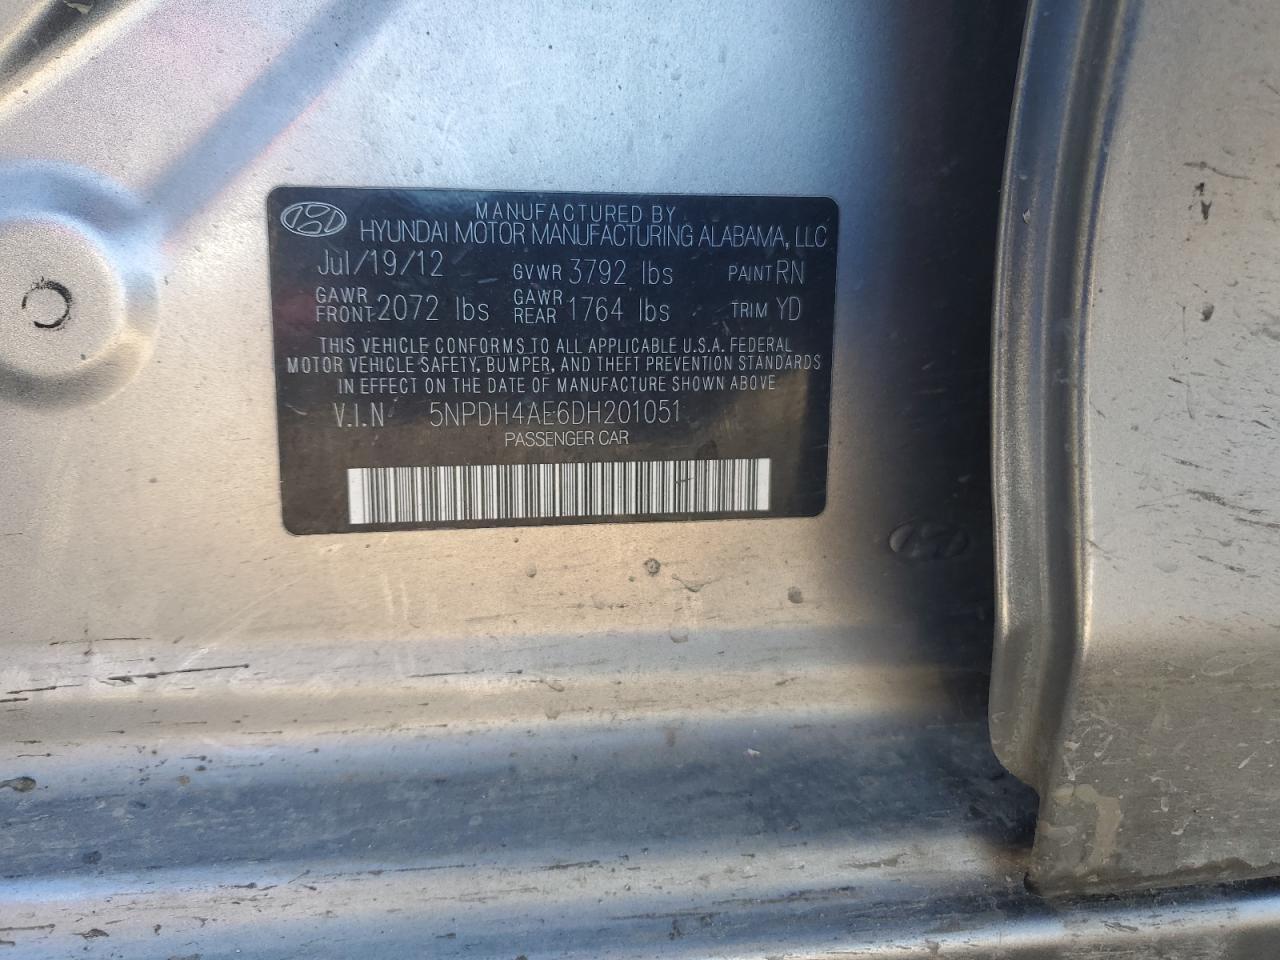 MANUFACTURED BY
HYUNDAI MOTOR MANUFACTURING ALABAMA, LLC
Jul/19/12 GVWR 3792 lbs PAINT RN
GAWR FRONT 2072 lbs GAWR REAR 1764 lbs TRIM YD
THIS VEHICLE CONFORMS TO ALL APPLICABLE U.S.A. FEDERAL
MOTOR VEHICLE SAFETY, BUMPER, AND THEFT PREVENTION STANDARDS
IN EFFECT ON THE DATE OF MANUFACTURE SHOWN ABOVE
V.I.N 5NPDH4AE6DH201051
PASSENGER CAR